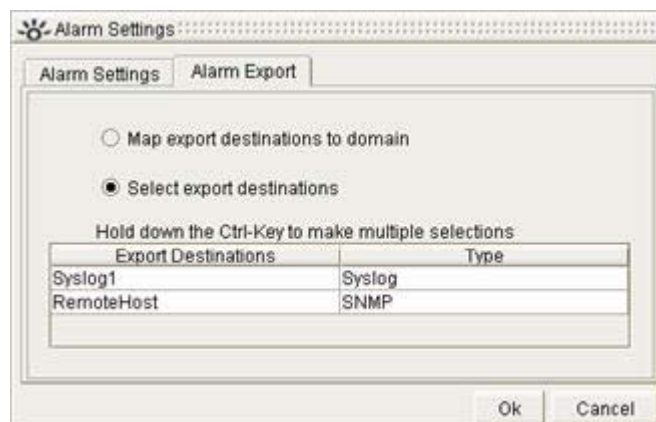 Alarm Settings
Alarm Settings Alarm Export
Map export destinations to domain
Select export destinations
Hold down the Ctrl-Key to make multiple selections
Export Destinations Type
Syslog1 Syslog
RemoteHost SNMP
Ok Cancel